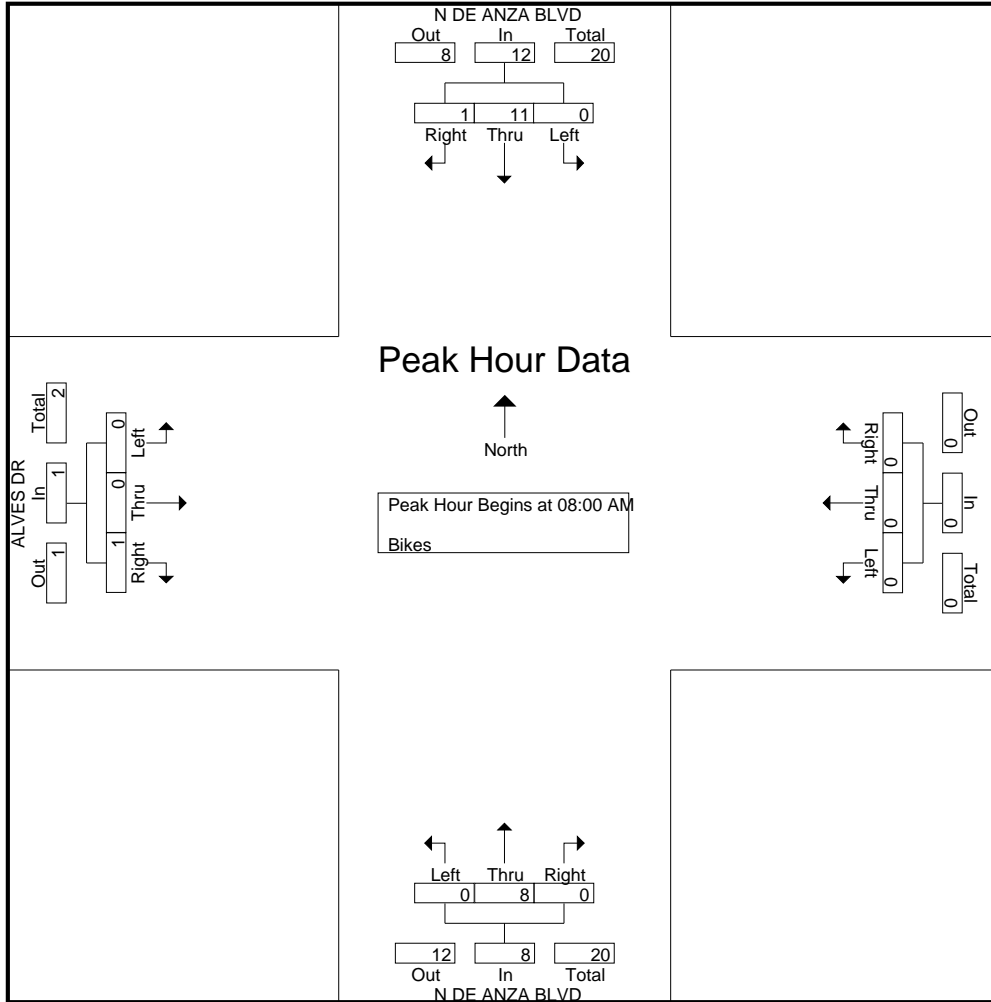 N DE ANZA BLVD
Out In Total
8 12 20
1 11 0
Right Thru Left
Peak Hour Data
North
Peak Hour Begins at 08:00 AM
Bikes
ALVES DR
Out In Total
1 1 2
Left Thru Right
0 0 1
Right Thru Left
0 0 0
Out In Total
0 0 0
Left Thru Right
0 8 0
12 8 20
Out In Total
N DE ANZA BLVD